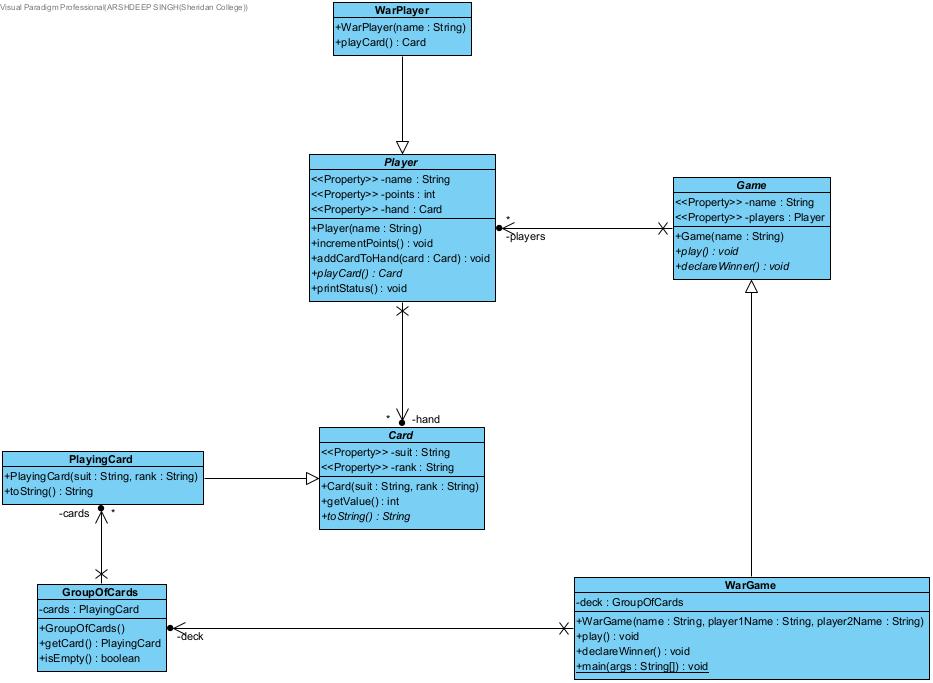 Visual Paradigm Professional(ARSHDEEP SINGH(Sheridan College))
WarPlayer
+WarPlayer(name : String)
+playCard() : Card
Player
<<Property>> -name : String
<<Property>> -points : int
<<Property>> -hand : Card
+Player(name : String)
+incrementPoints() : void
+addCardToHand(card : Card) : void
+playCard() : Card
+printStatus() : void
Game
<<Property>> -name : String
<<Property>> -players : Player
+Game(name : String)
+play() : void
+declareWinner() : void
*
-players
* -hand
Card
<<Property>> -suit : String
<<Property>> -rank : String
+Card(suit : String, rank : String)
+getValue() : int
+toString() : String
PlayingCard
+PlayingCard(suit : String, rank : String)
+toString() : String
-cards *
GroupOfCards
-cards : PlayingCard
+GroupOfCards()
+getCard() : PlayingCard
+isEmpty() : boolean
-deck
WarGame
-deck : GroupOfCards
+WarGame(name : String, player1Name : String, player2Name : String)
+play() : void
+declareWinner() : void
+main(args : String[]) : void